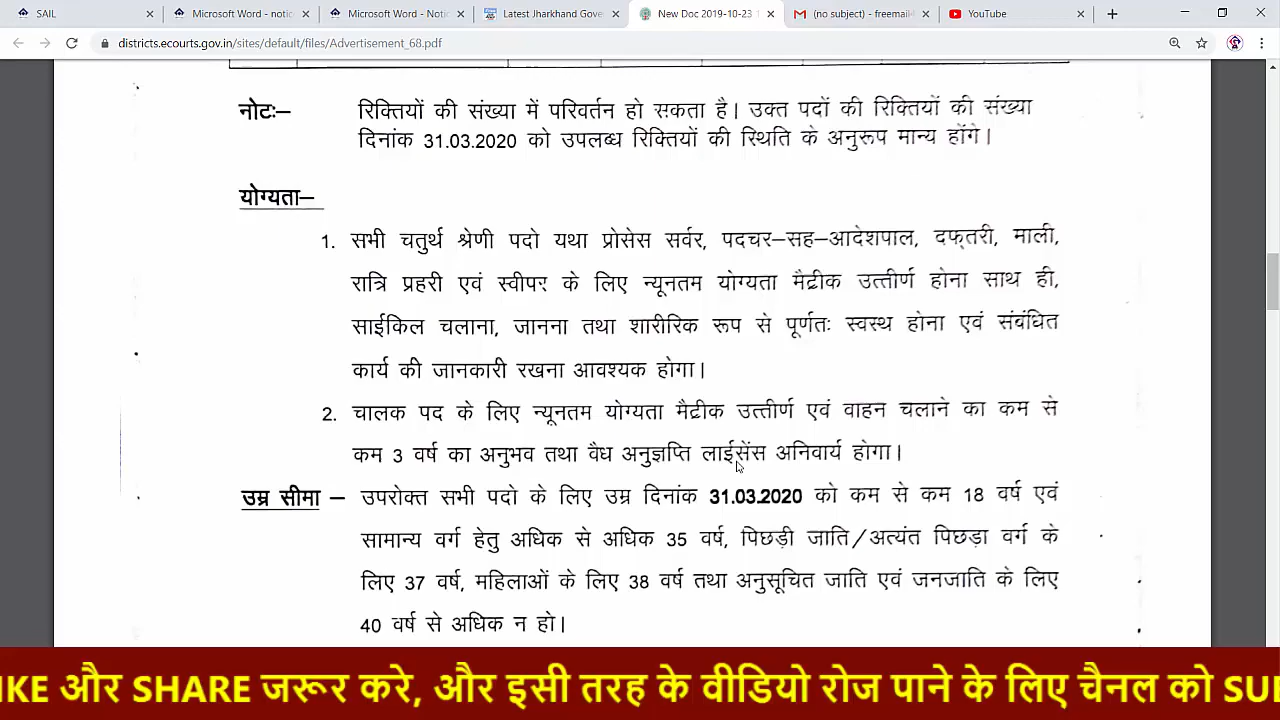 SAIL
Microsoft Word - notic
Microsoft Word - Notic
Latest Jharkhand Gove
New Doc 2019-10-23 1
(no subject) - freemail
YouTube
districts.ecourts.gov.in/sites/default/files/Advertisement_68.pdf
नोटः– रिक्तियों की संख्या में परिवर्तन हो सकता है। उक्त पदों की रिक्तियों की संख्या
दिनांक 31.03.2020 को उपलब्ध रिक्तियों की स्थिति के अनुरूप मान्य होंगे।
योग्यता–
1. सभी चतुर्थ श्रेणी पदो यथा प्रोसेस सर्वर, पदचर–सह–आदेशपाल, दफ्तरी, माली,
रात्रि प्रहरी एवं स्वीपर के लिए न्यूनतम योग्यता मैट्रीक उत्तीर्ण होना साथ ही,
साईकिल चलाना, जानना तथा शारीरिक रूप से पूर्णतः स्वस्थ होना एवं संबंधित
कार्य की जानकारी रखना आवश्यक होगा।
2. चालक पद के लिए न्यूनतम योग्यता मैट्रीक उत्तीर्ण एवं वाहन चलाने का कम से
कम 3 वर्ष का अनुभव तथा वैध अनुज्ञप्ति लाईसेंस अनिवार्य होगा।
उम्र सीमा – उपरोक्त सभी पदो के लिए उम्र दिनांक 31.03.2020 को कम से कम 18 वर्ष एवं
सामान्य वर्ग हेतु अधिक से अधिक 35 वर्ष, पिछड़ी जाति/अत्यंत पिछड़ा वर्ग के
लिए 37 वर्ष, महिलाओं के लिए 38 वर्ष तथा अनुसूचित जाति एवं जनजाति के लिए
40 वर्ष से अधिक न हो।
IKE और SHARE जरूर करे, और इसी तरह के वीडियो रोज पाने के लिए चैनल को SUB